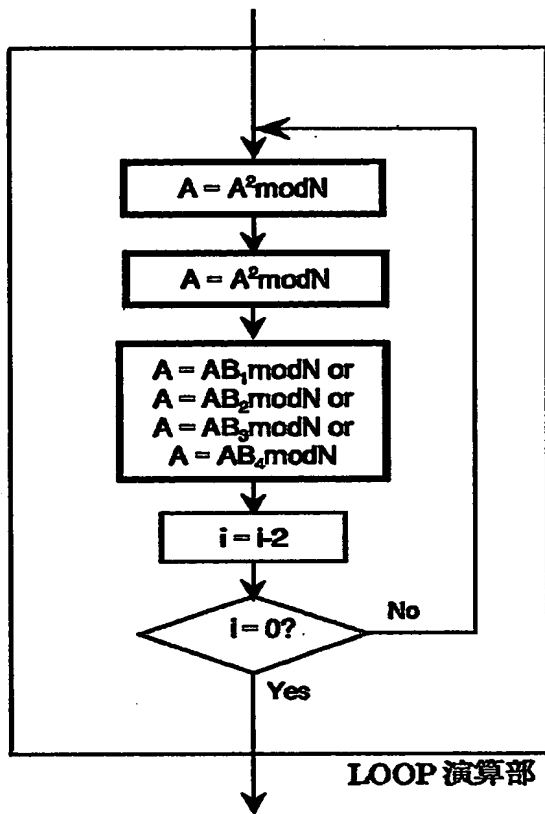 A = A²modN
A = A²modN
A = AB₁modN or
A = AB₂modN or
A = AB₃modN or
A = AB₄modN
i = i-2
i = 0?
No
Yes
LOOP 演算部